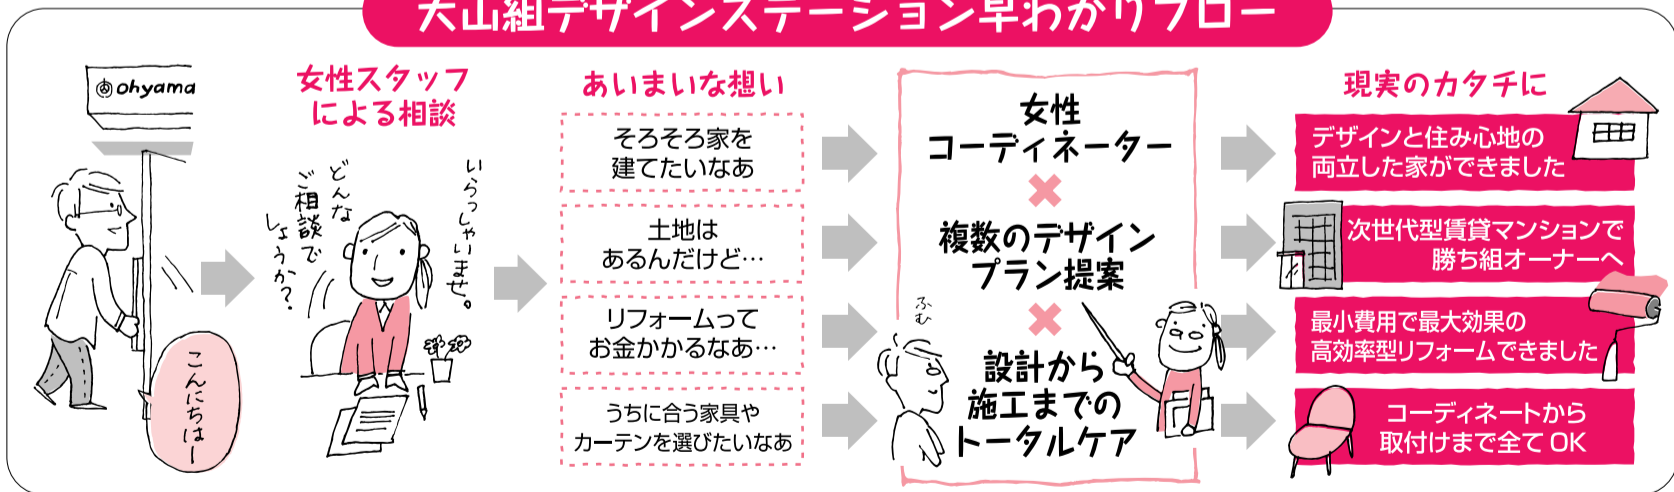 大山組デザインステーション早わかりフロー
ohyama
こんにちはー
女性スタッフ
による相談
いらっしゃいませ。
どんな
ご相談で
しょうか？
あいまいな想い
そろそろ家を
建てたいなあ
土地は
あるんだけど…
リフォームって
お金かかるなあ…
うちに合う家具や
カーテンを選びたいなあ
女性
コーディネーター
×
複数のデザイン
プラン提案
×
設計から
施工までの
トータルケア
ふむ
現実のカタチに
デザインと住み心地の
両立した家ができました
次世代型賃貸マンションで
勝ち組オーナーへ
最小費用で最大効果の
高効率型リフォームできました
コーディネートから
取付けまで全てOK